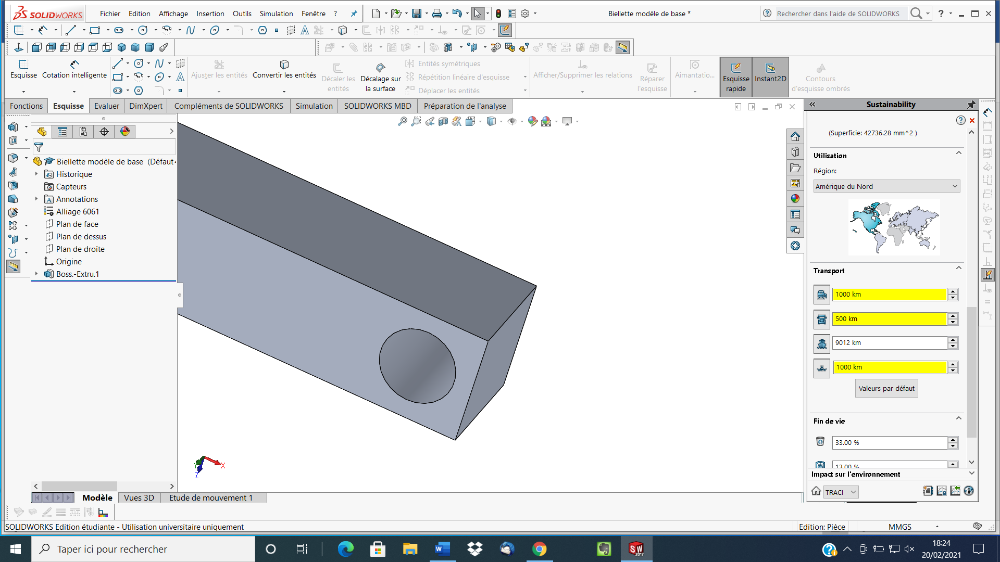 SOLIDWORKS
Fichier Edition Affichage Insertion Outils Simulation Fenêtre ?
Biellette modèle de base *
Rechercher dans l'aide de SOLIDWORKS
Esquisse
Cotation intelligente
Ajuster les entités
Convertir les entités
Décaler les entités
Décalage sur la surface
Entités symétriques
Répétition linéaire d'esquisse
Déplacer les entités
Afficher/Supprimer les relations
Réparer l'esquisse
Aimantatio...
Esquisse rapide
Instant2D
Contours d'esquisse ombrés
Fonctions Esquisse Evaluer DimXpert Compléments de SOLIDWORKS Simulation SOLIDWORKS MBD Préparation de l'analyse
Biellette modèle de base (Défaut<
Historique
Capteurs
Annotations
Alliage 6061
Plan de face
Plan de dessus
Plan de droite
Origine
Boss.-Extru.1
X
Y
Z
Sustainability
(Superficie: 42736.28 mm^2 )
Utilisation
Région:
Amérique du Nord
Transport
1000 km
500 km
9012 km
1000 km
Valeurs par défaut
Fin de vie
33.00 %
13.00 %
Impact sur l'environnement
TRACI
Modèle Vues 3D Etude de mouvement 1
SOLIDWORKS Edition étudiante - Utilisation universitaire uniquement
Edition: Pièce
MMGS
Taper ici pour rechercher
SW
2017
18:24
20/02/2021